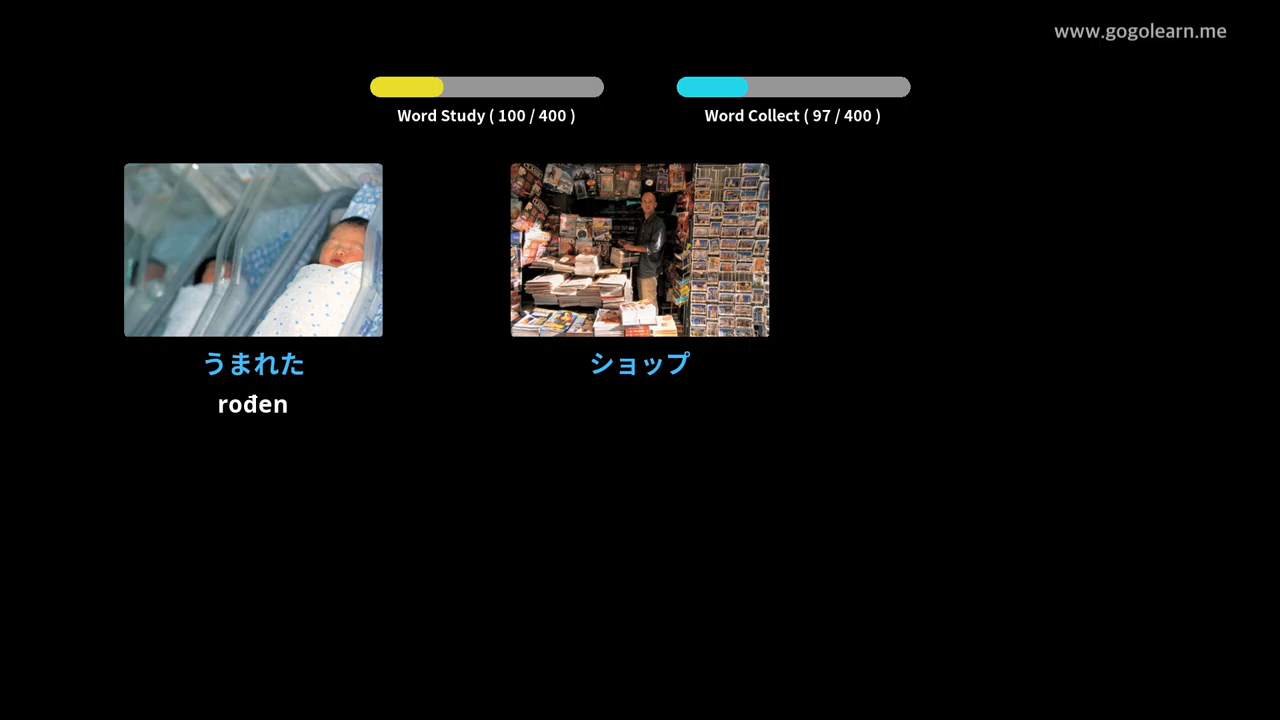 www.gogolearn.me
Word Study ( 100 / 400 )
Word Collect ( 97 / 400 )
うまれた
ショップ
rođen